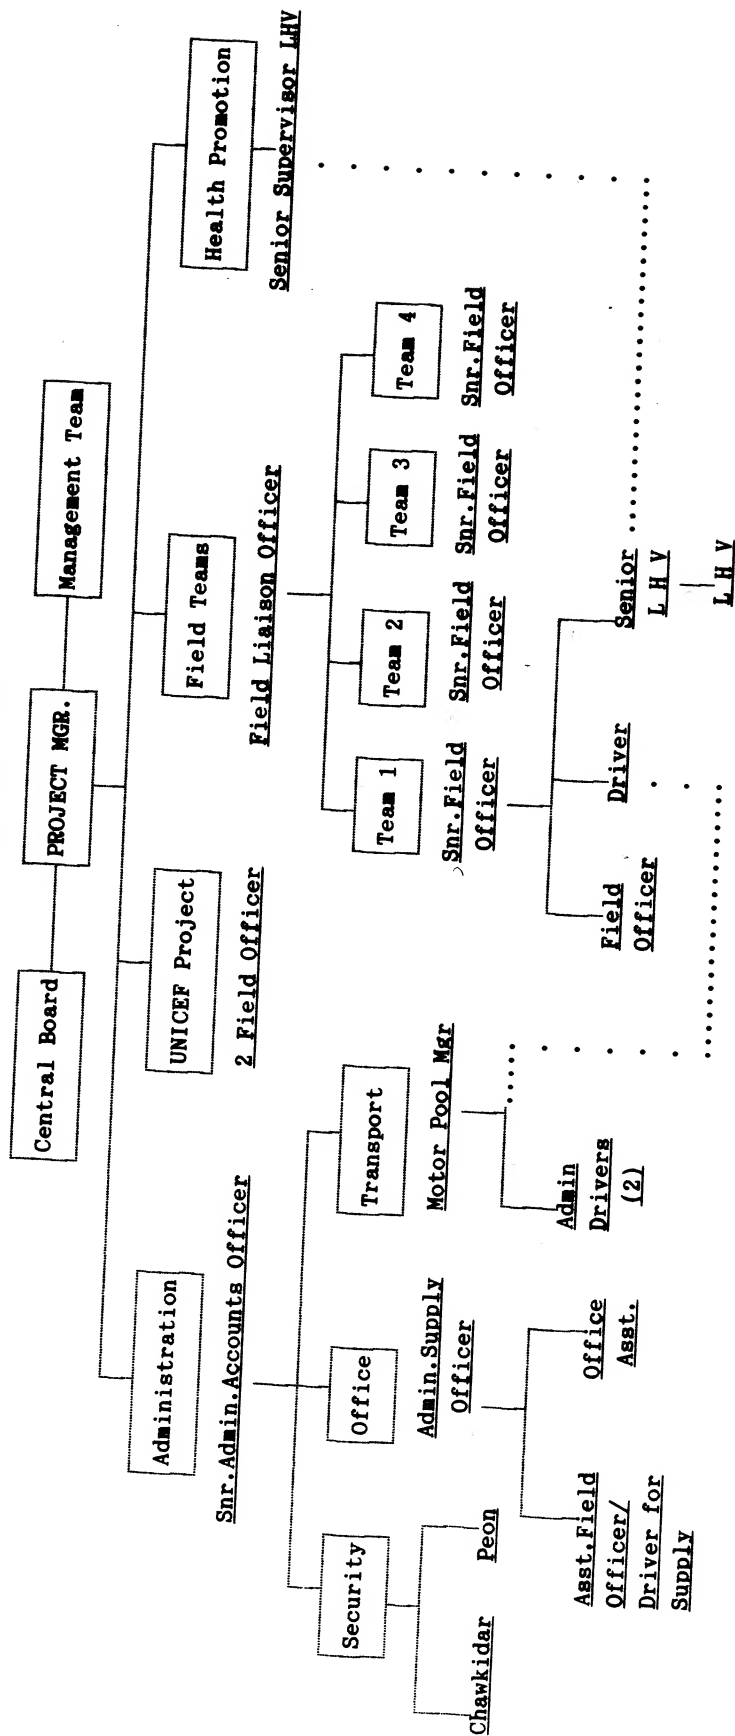 Central Board
PROJECT MGR.
Management Team
Administration
UNICEF Project
Field Teams
Health Promotion
Snr.Admin.Accounts Officer
2 Field Officer
Field Liaison Officer
Senior Supervisor LHV
Security
Office
Transport
Team 1
Team 2
Team 3
Team 4
Chawkidar
Peon
Admin.Supply
Officer
Motor Pool Mgr
Snr.Field
Officer
Snr.Field
Officer
Snr.Field
Officer
Snr.Field
Officer
Asst.Field
Officer/
Driver for
Supply
Office
Asst.
Admin
Drivers
(2)
Field
Officer
Driver
Senior
L H V
L H V